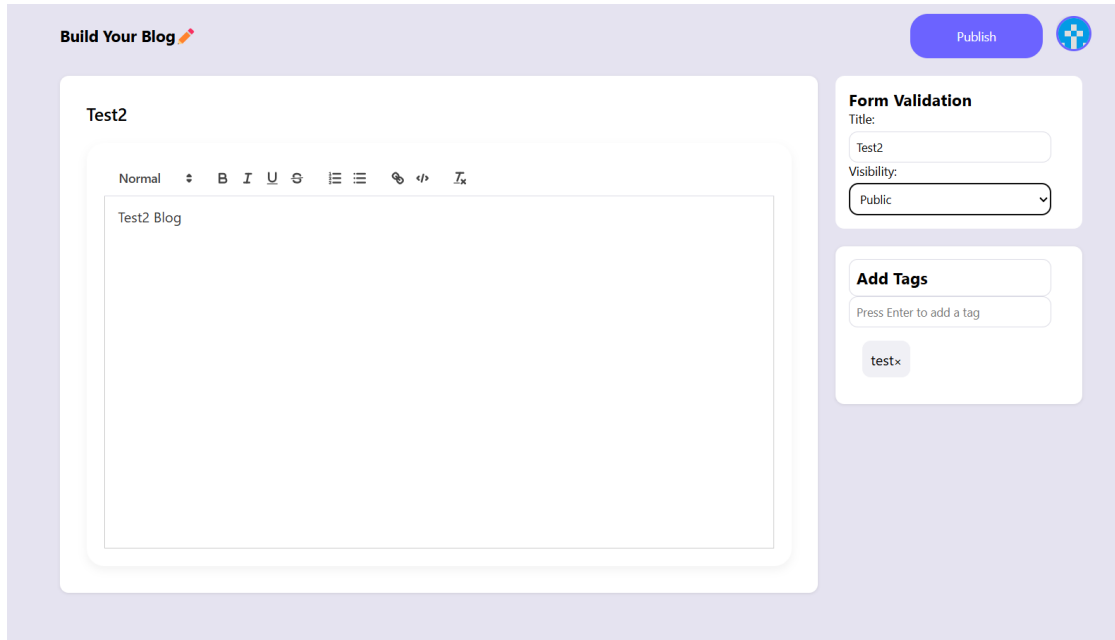 Build Your Blog
Publish
Test2
Normal
B I U S
Test2 Blog
Form Validation
Title:
Test2
Visibility:
Public
Add Tags
Press Enter to add a tag
test×